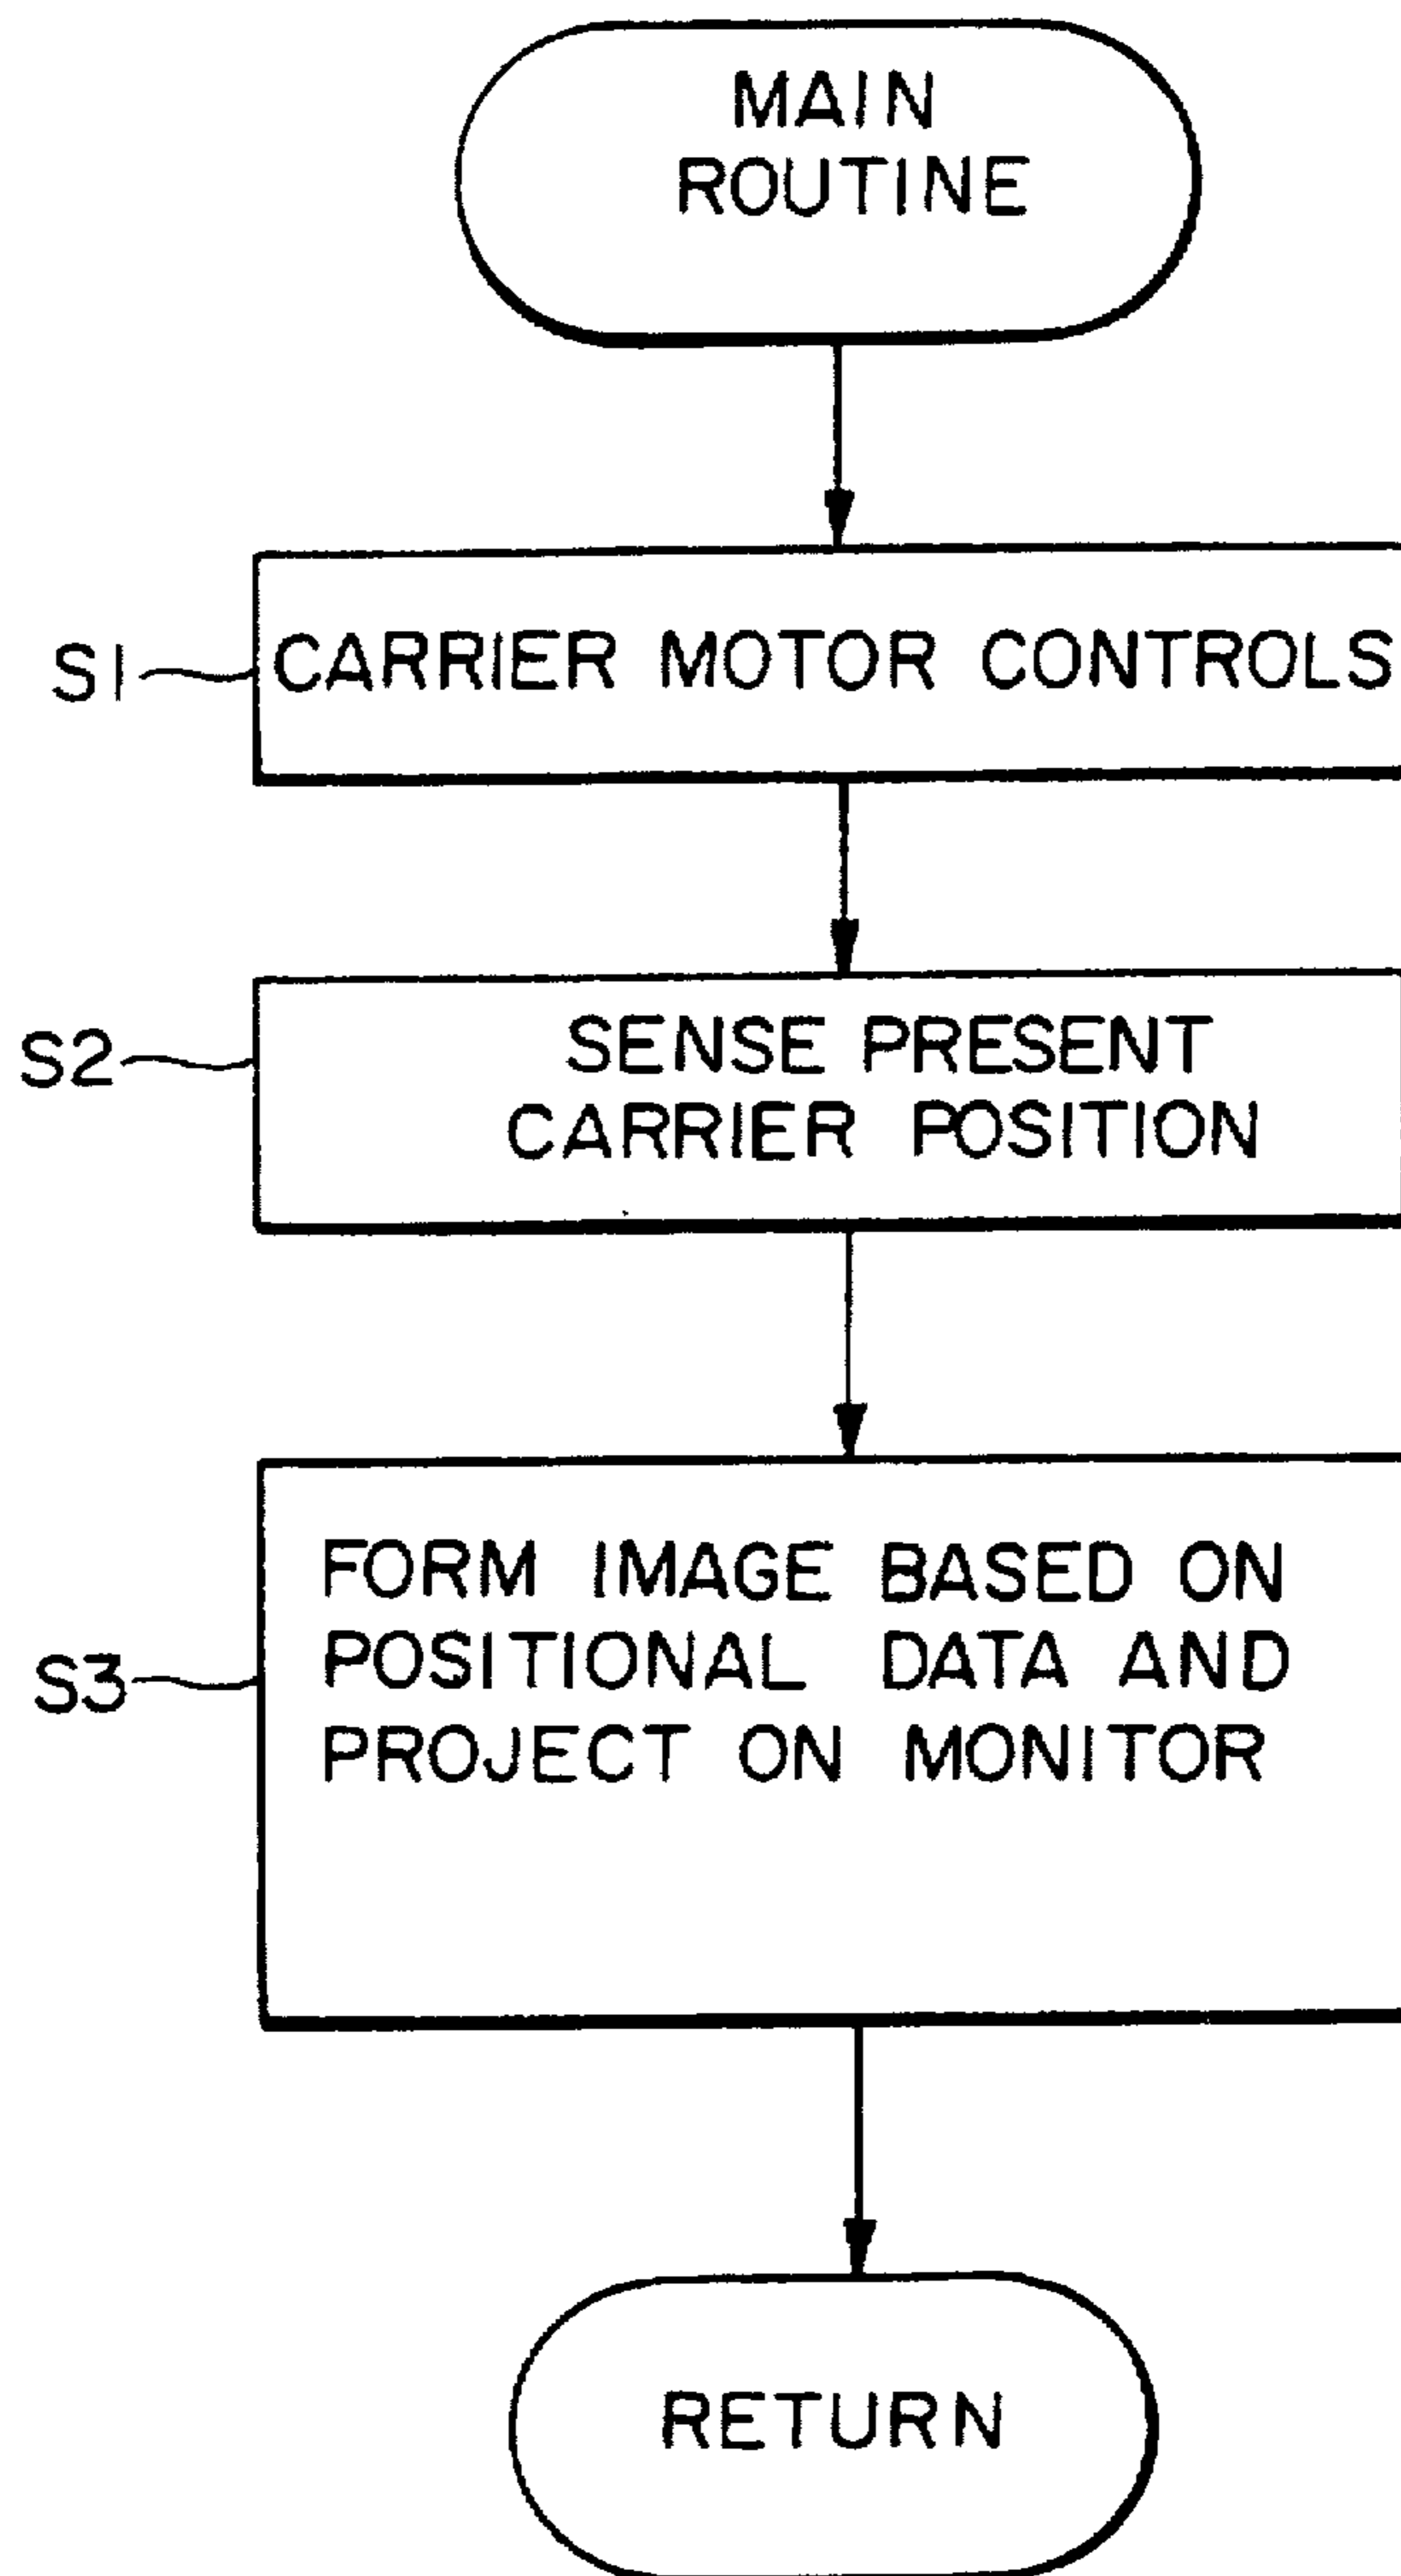 MAIN
ROUTINE
S1
CARRIER MOTOR CONTROLS
S2
SENSE PRESENT
CARRIER POSITION
S3
FORM IMAGE BASED ON
POSITIONAL DATA AND
PROJECT ON MONITOR
RETURN